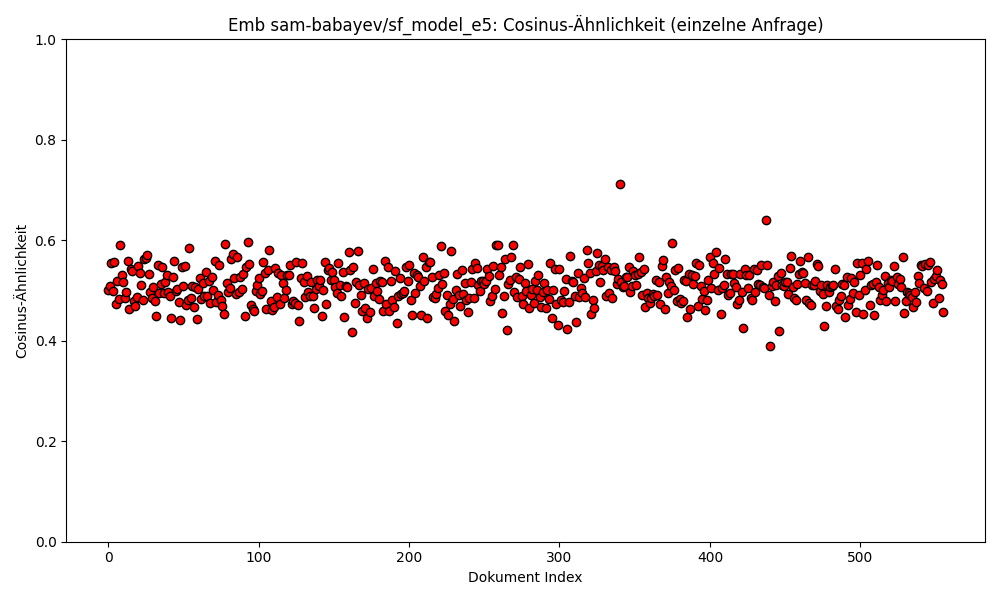 Emb sam-babayev/sf_model_e5: Cosinus-Ähnlichkeit (einzelne Anfrage)
1.0
0.8
0.6
0.4
0.2
0.0
Cosinus-Ähnlichkeit
0 100 200 300 400 500
Dokument Index